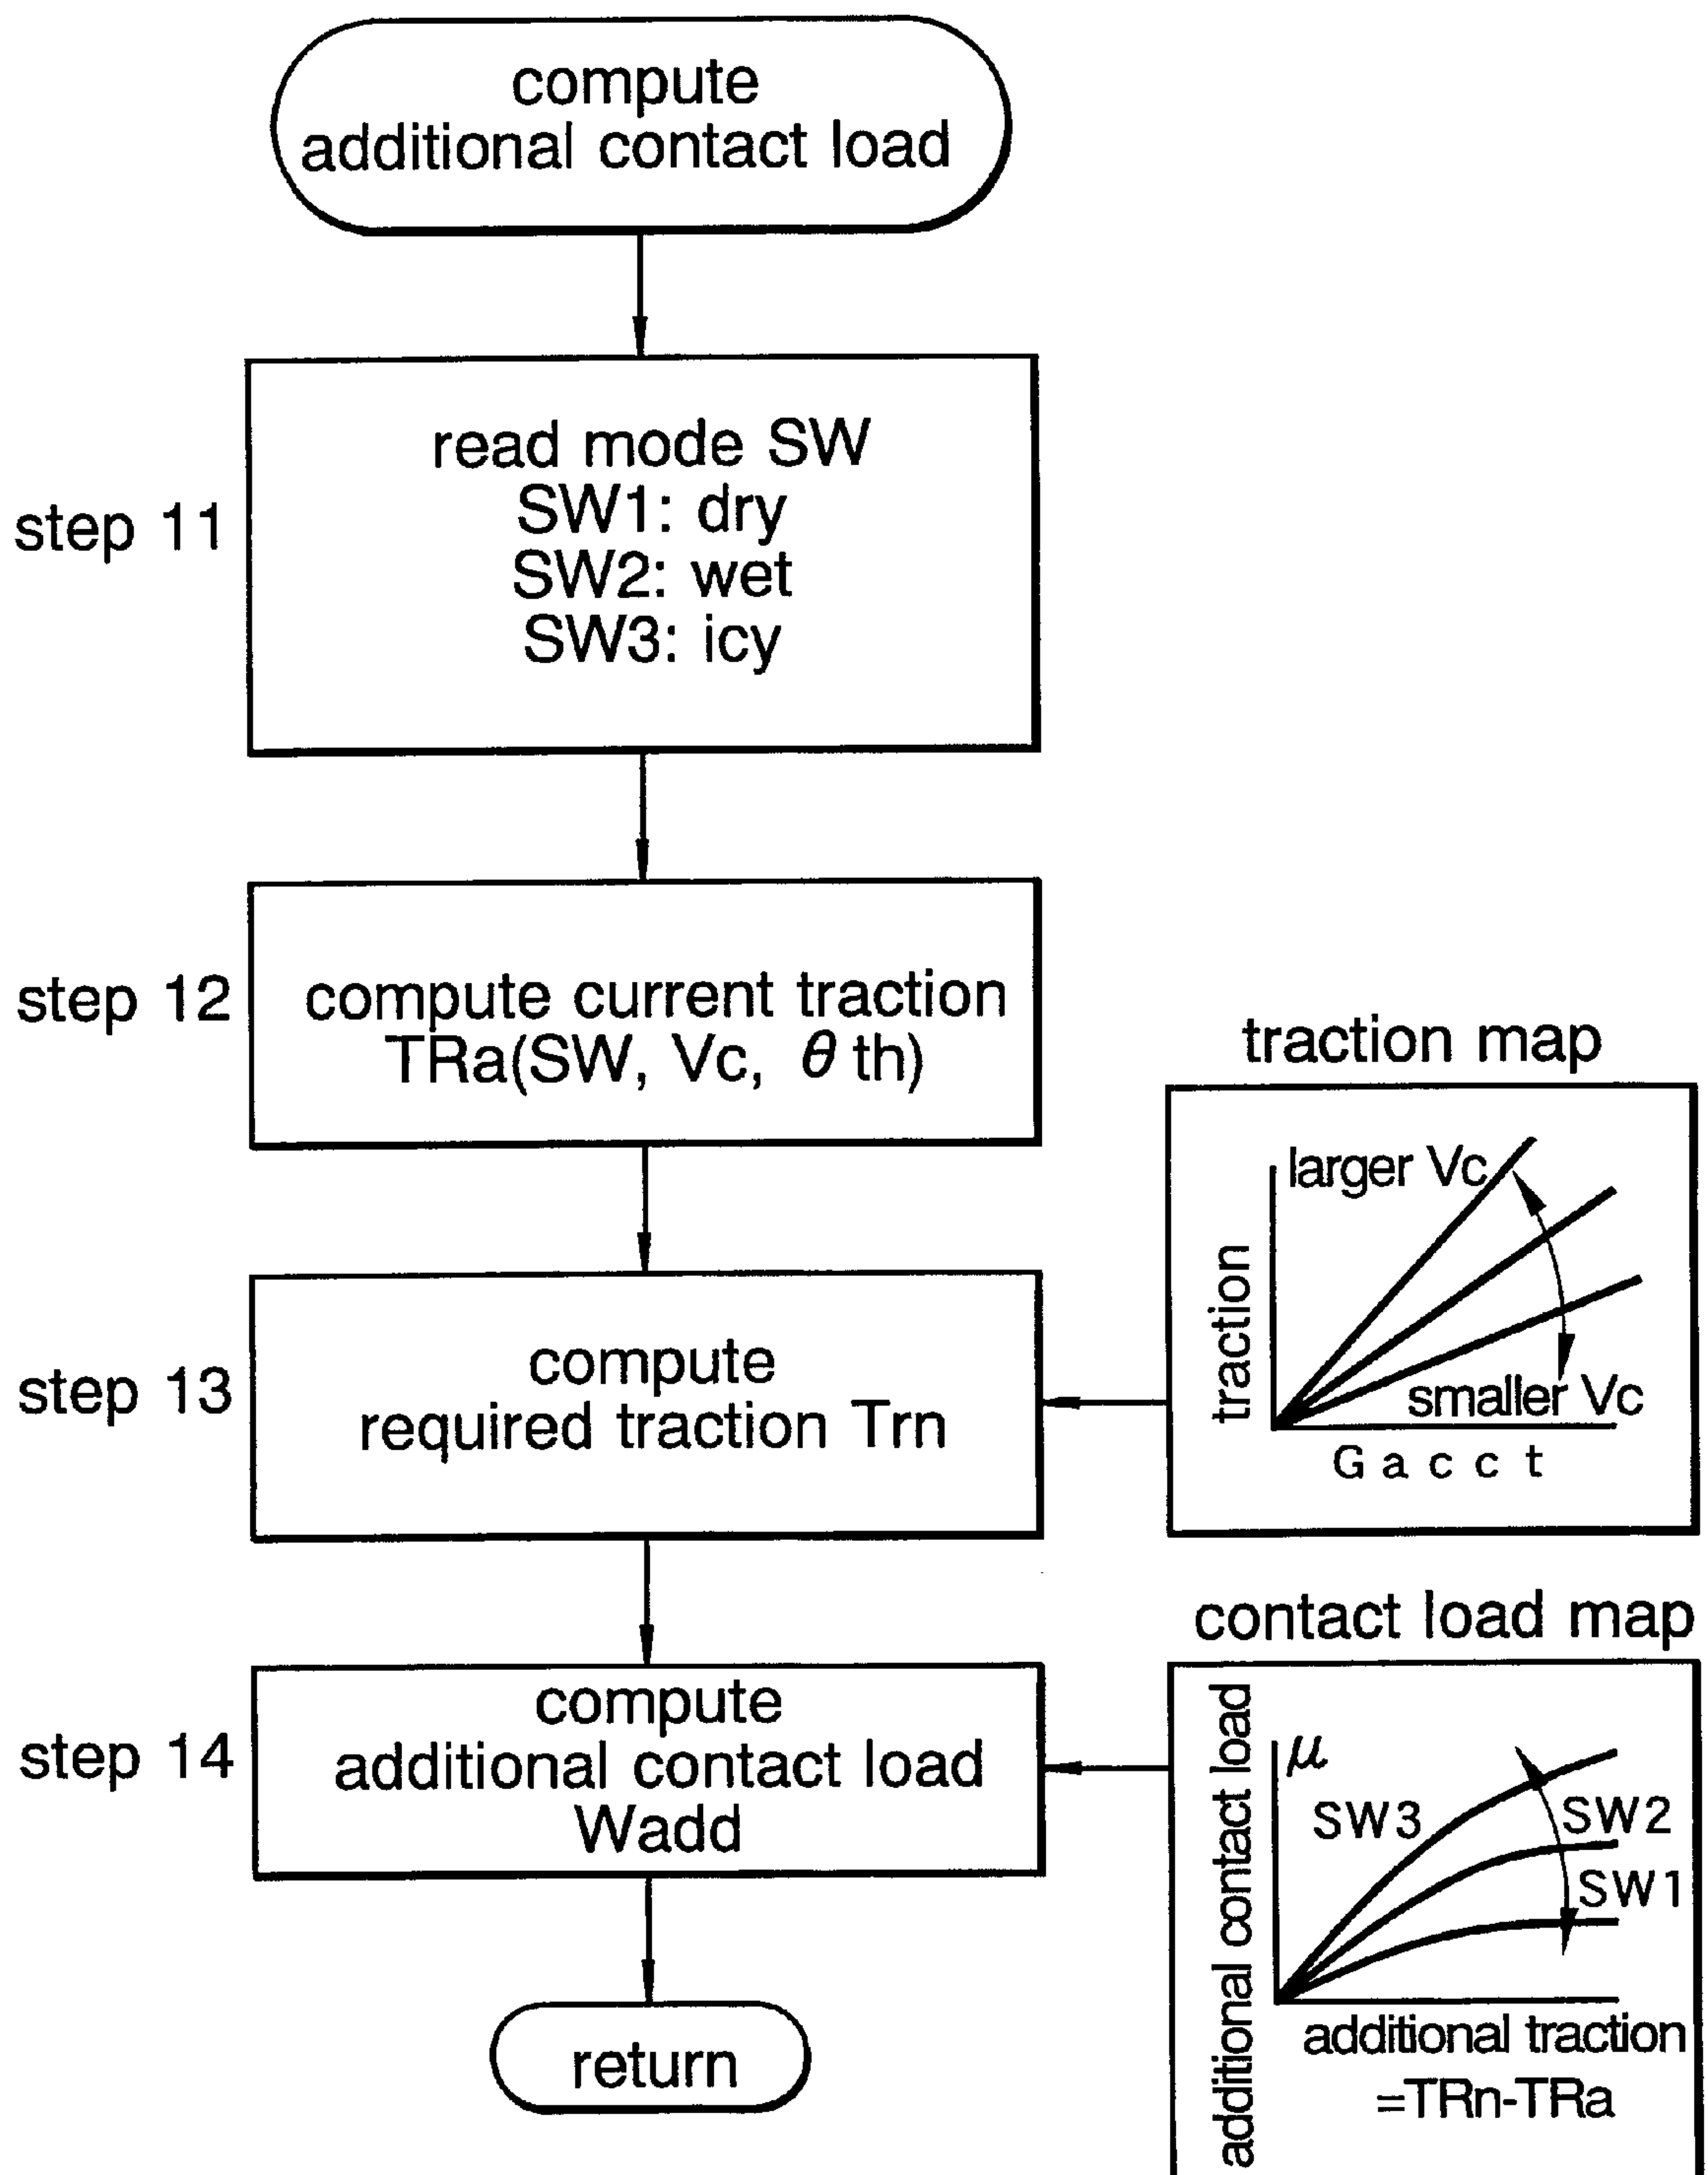 compute
additional contact load
step 11
read mode SW
SW1: dry
SW2: wet
SW3: icy
step 12
compute current traction
TRa(SW, Vc, θ th)
traction map
larger Vc
traction
smaller Vc
G a c c t
step 13
compute
required traction Trn
contact load map
step 14
compute
additional contact load
Wadd
additional contact load
μ
SW3
SW2
SW1
additional traction
=TRn-TRa
return